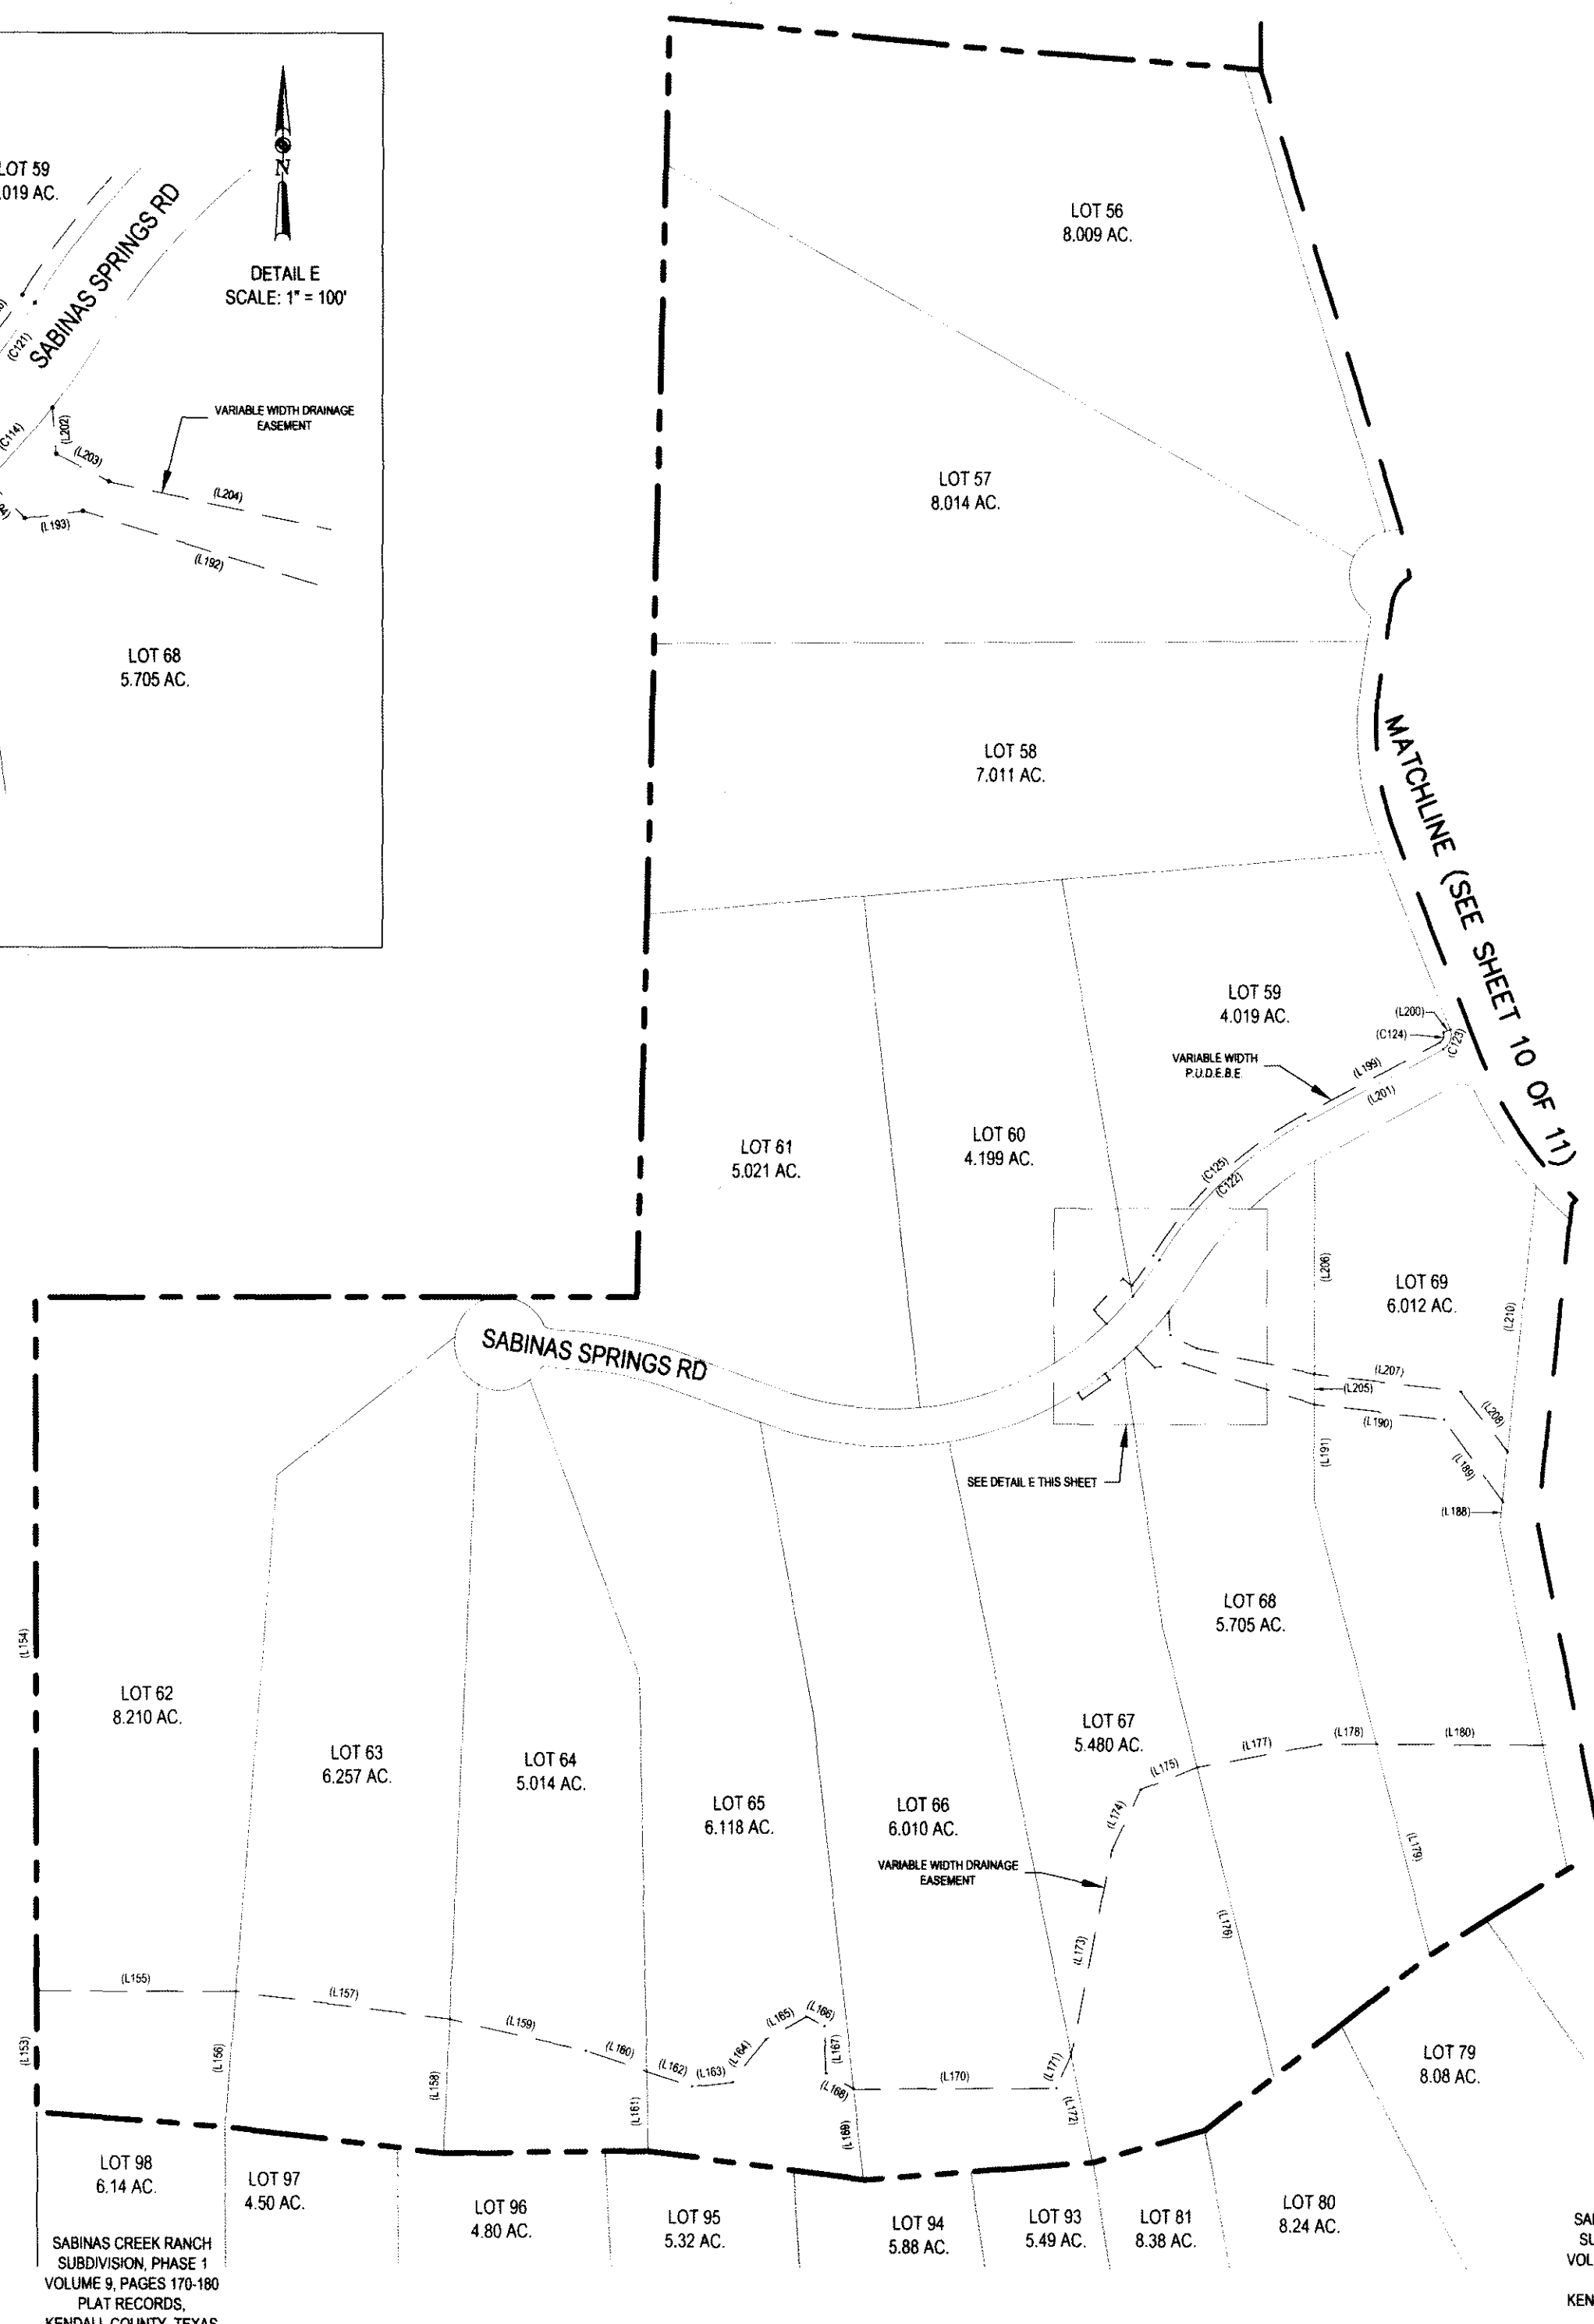 LOT 59
.019 AC.
SABINAS SPRINGS RD
N
DETAIL E
SCALE: 1" = 100'
(C121)
(C114)
(L202)
(L203)
VARIABLE WIDTH DRAINAGE
EASEMENT
(L204)
(L193)
(L192)
LOT 68
5.705 AC.
LOT 56
8.009 AC.
LOT 57
8.014 AC.
LOT 58
7.011 AC.
MATCHLINE (SEE SHEET 10 OF 11)
LOT 59
4.019 AC.
(L200)
(C124)
(C123)
VARIABLE WIDTH
P.U.D.E.B.E.
(L199)
(L201)
LOT 61
5.021 AC.
LOT 60
4.199 AC.
(C125)
(C122)
(L206)
LOT 69
6.012 AC.
(L210)
SABINAS SPRINGS RD
(L207)
(L205)
(L190)
(L208)
(L191)
(L189)
(L188)
SEE DETAIL E THIS SHEET
LOT 68
5.705 AC.
(L154)
LOT 62
8.210 AC.
LOT 63
6.257 AC.
LOT 64
5.014 AC.
LOT 65
6.118 AC.
LOT 66
6.010 AC.
LOT 67
5.480 AC.
(L175)
(L177)
(L178)
(L180)
(L174)
(L179)
VARIABLE WIDTH DRAINAGE
EASEMENT
(L176)
(L173)
(L155)
(L157)
(L159)
(L160)
(L162)
(L163)
(L164)
(L165)
(L166)
(L167)
(L168)
(L170)
(L171)
(L172)
(L153)
(L156)
(L158)
(L161)
(L169)
LOT 79
8.08 AC.
LOT 98
6.14 AC.
LOT 97
4.50 AC.
LOT 96
4.80 AC.
LOT 95
5.32 AC.
LOT 94
5.88 AC.
LOT 93
5.49 AC.
LOT 81
8.38 AC.
LOT 80
8.24 AC.
SABINAS CREEK RANCH
SUBDIVISION, PHASE 1
VOLUME 9, PAGES 170-180
PLAT RECORDS,
KENDALL COUNTY, TEXAS
SA
SU
VOL
KEN